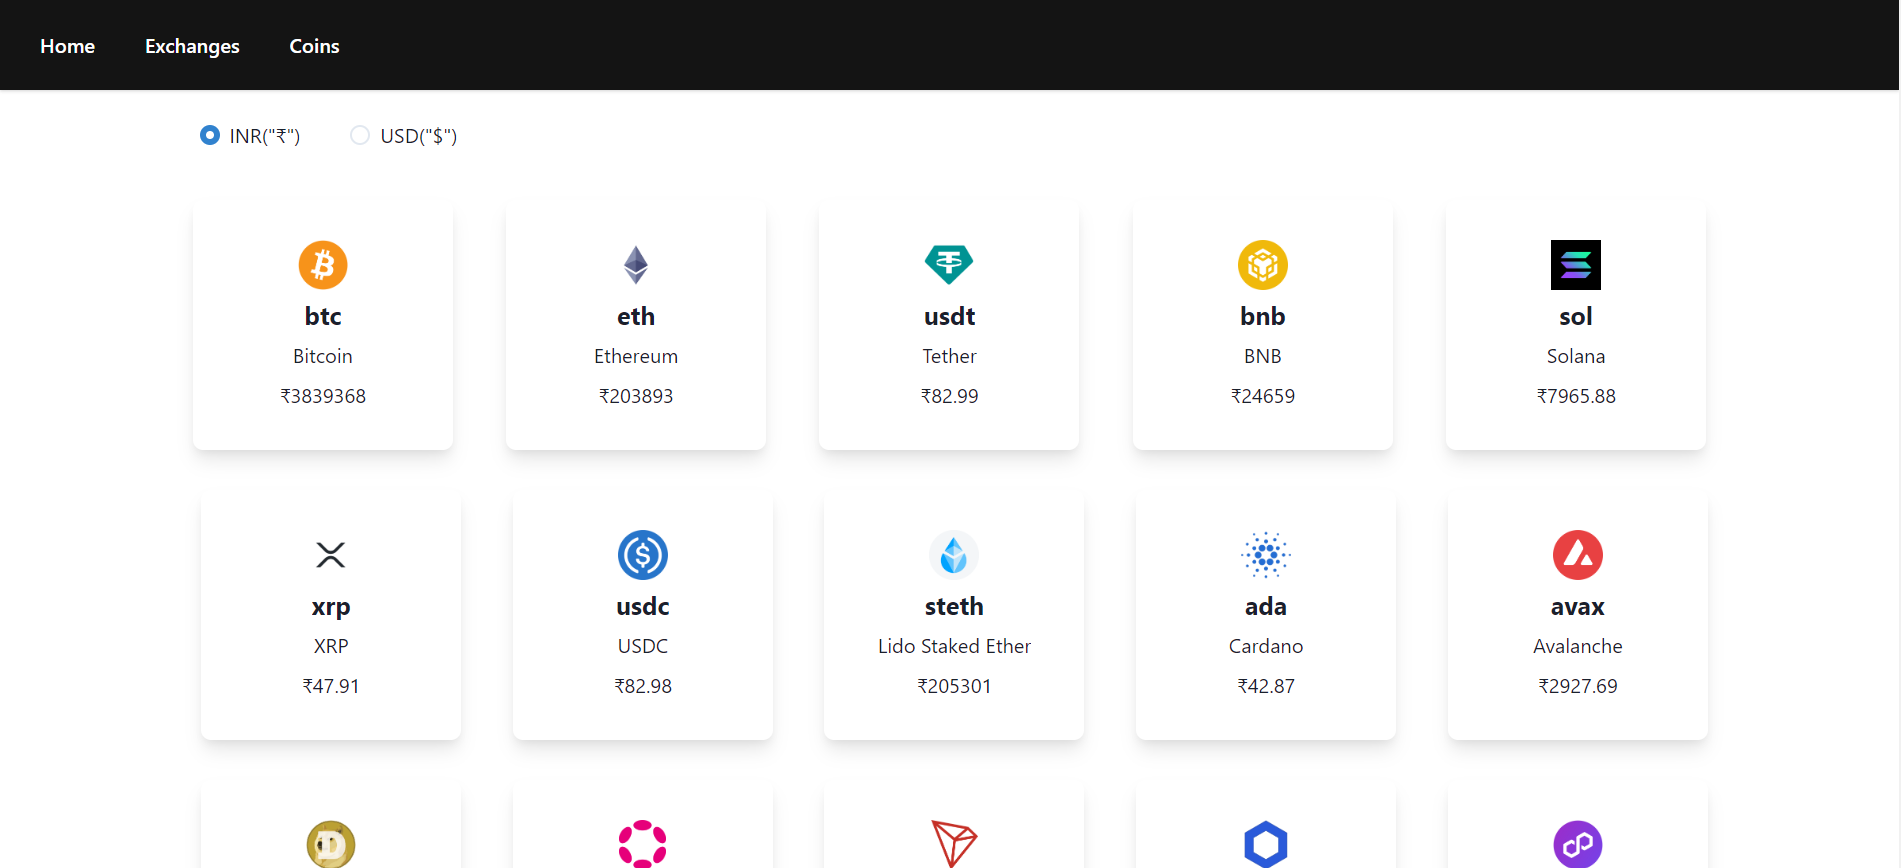 Home Exchanges Coins
INR("₹") USD("$")
btc eth usdt bnb sol
Bitcoin Ethereum Tether BNB Solana
₹3839368 ₹203893 ₹82.99 ₹24659 ₹7965.88
xrp usdc steth ada avax
XRP USDC Lido Staked Ether Cardano Avalanche
₹47.91 ₹82.98 ₹205301 ₹42.87 ₹2927.69